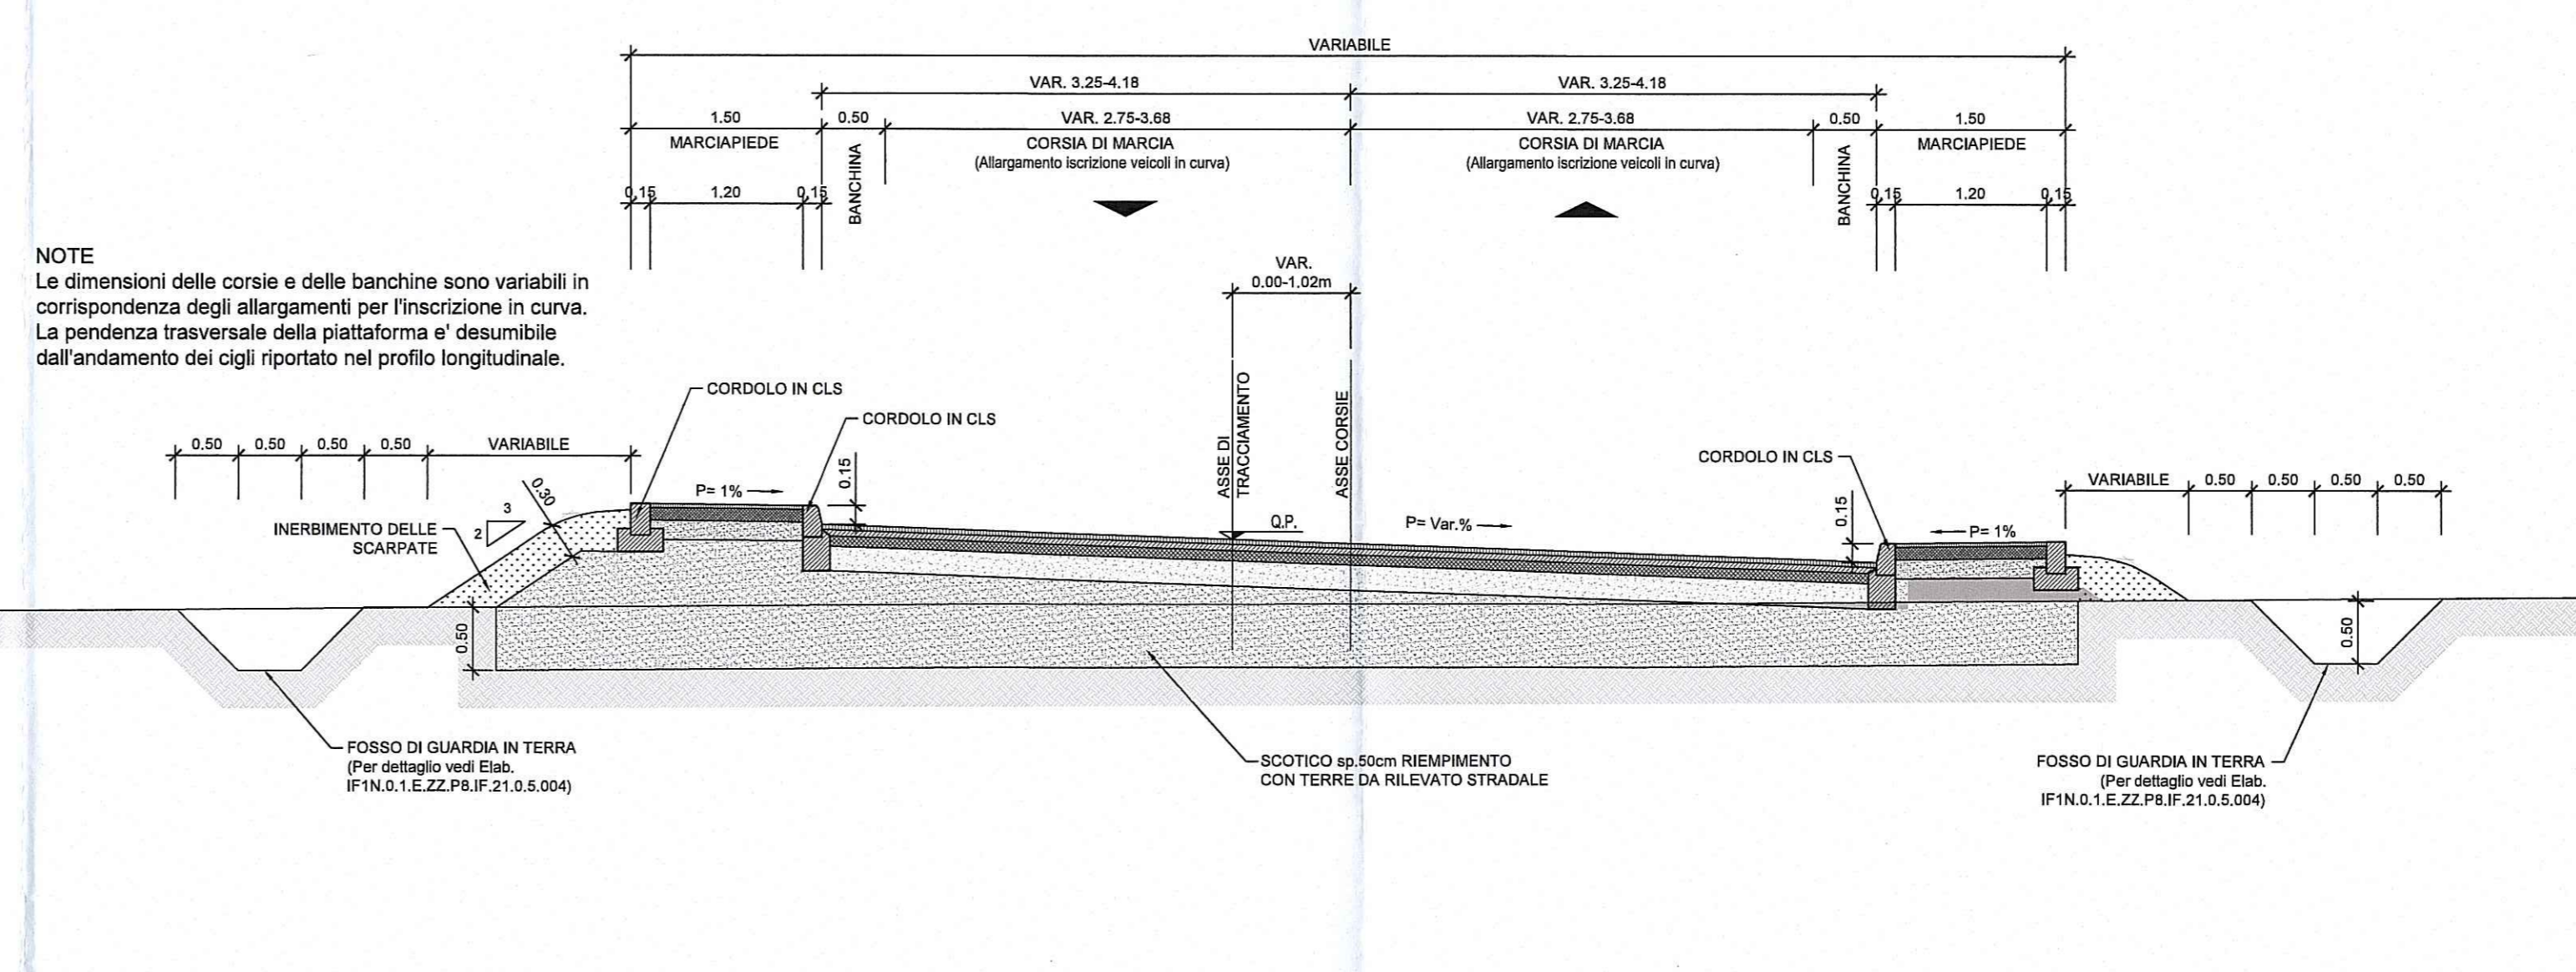 VARIABILE
VAR. 3.25-4.18
VAR. 3.25-4.18
1.50
0.50
VAR. 2.75-3.68
VAR. 2.75-3.68
0.50
1.50
MARCIAPIEDE
BANCHINA
CORSIA DI MARCIA
(Allargamento iscrizione veicoli in curva)
CORSIA DI MARCIA
(Allargamento iscrizione veicoli in curva)
BANCHINA
MARCIAPIEDE
0.15
1.20
0.15
0.15
1.20
0.15
NOTE
Le dimensioni delle corsie e delle banchine sono variabili in
corrispondenza degli allargamenti per l'inscrizione in curva.
La pendenza trasversale della piattaforma e' desumibile
dall'andamento dei cigli riportato nel profilo longitudinale.
VAR.
0.00-1.02m
ASSE DI
TRACCIAMENTO
ASSE CORSIE
CORDOLO IN CLS
CORDOLO IN CLS
CORDOLO IN CLS
0.50
0.50
0.50
0.50
VARIABILE
VARIABILE
0.50
0.50
0.50
0.50
0.30
3
2
P= 1%
0.15
Q.P.
P= Var.%
0.15
P= 1%
INERBIMENTO DELLE
SCARPATE
0.50
0.50
FOSSO DI GUARDIA IN TERRA
(Per dettaglio vedi Elab.
IF1N.0.1.E.ZZ.P8.IF.21.0.5.004)
SCOTICO sp.50cm RIEMPIMENTO
CON TERRE DA RILEVATO STRADALE
FOSSO DI GUARDIA IN TERRA
(Per dettaglio vedi Elab.
IF1N.0.1.E.ZZ.P8.IF.21.0.5.004)